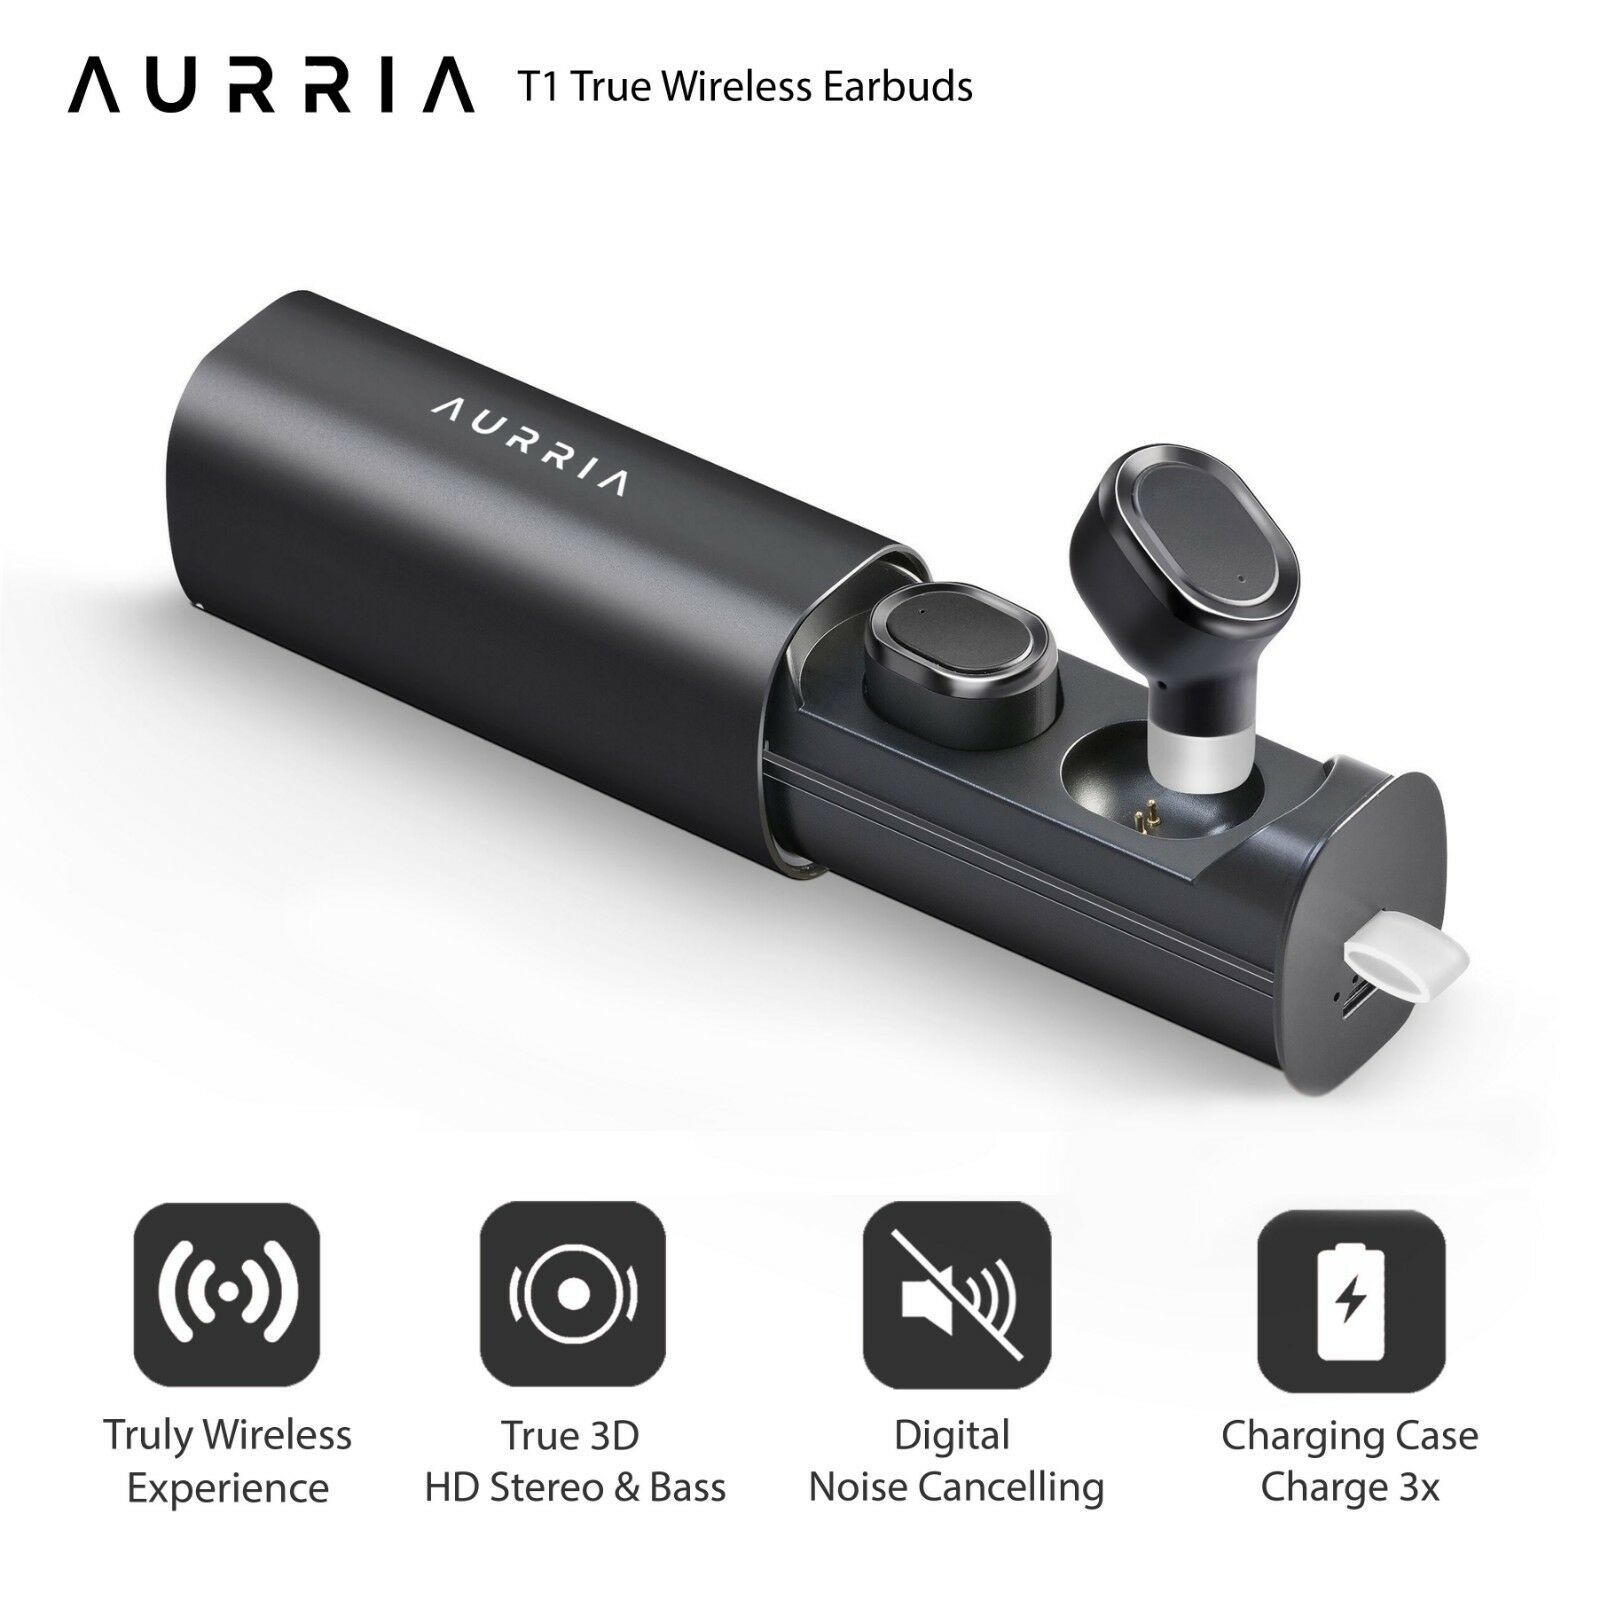 AURRIA T1 True Wireless Earbuds
AURRIA
Truly Wireless
Experience
True 3D
HD Stereo & Bass
Digital
Noise Cancelling
Charging Case
Charge 3x